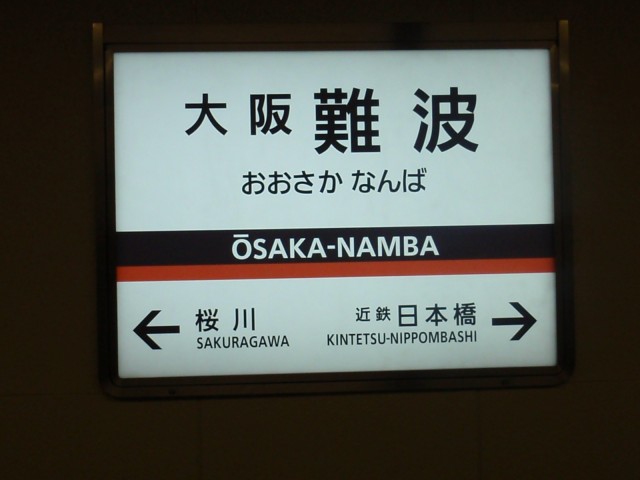 大阪 難波
おおさか なんば
ŌSAKA-NAMBA
← 桜川 近鉄日本橋 →
SAKURAGAWA KINTETSU-NIPPOMBASHI